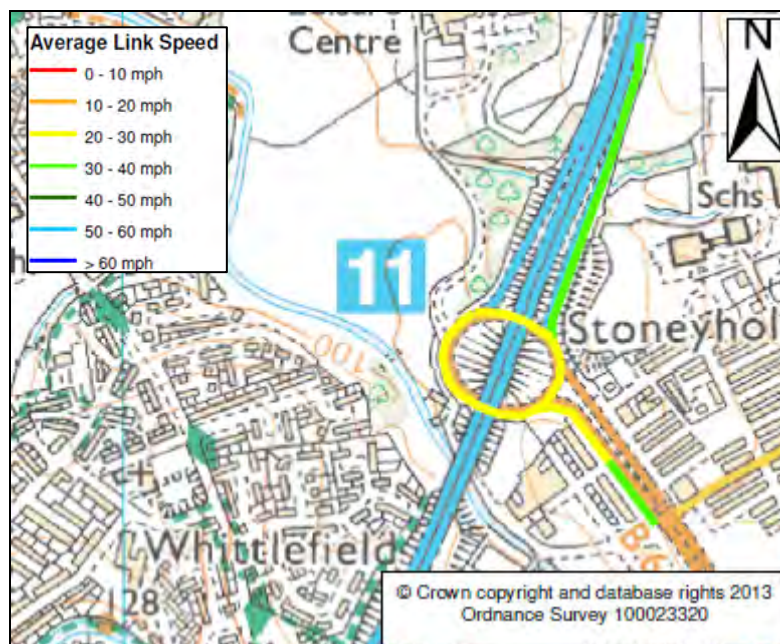 Average Link Speed
0 - 10 mph
10 - 20 mph
20 - 30 mph
30 - 40 mph
40 - 50 mph
50 - 60 mph
> 60 mph
Centre
N
Schs
11
Stoneyhol
100
Whittlefield
B6
128
© Crown copyright and database rights 2013
Ordnance Survey 100023320